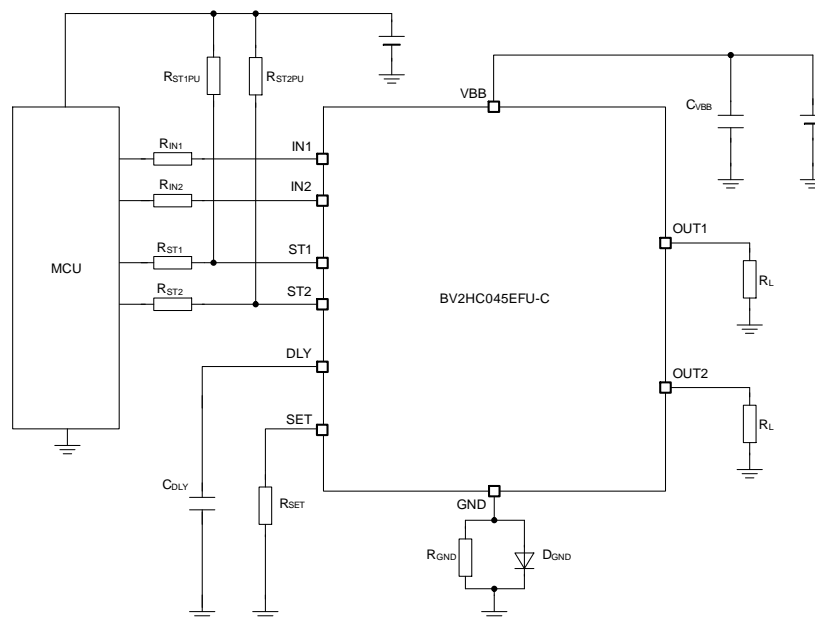 RST1PU
RST2PU
VBB
CVBB
RIN1
IN1
RIN2
IN2
OUT1
RST1
ST1
MCU
RL
BV2HC045EFU-C
RST2
ST2
DLY
OUT2
SET
RL
CDLY
RSET
GND
RGND
DGND